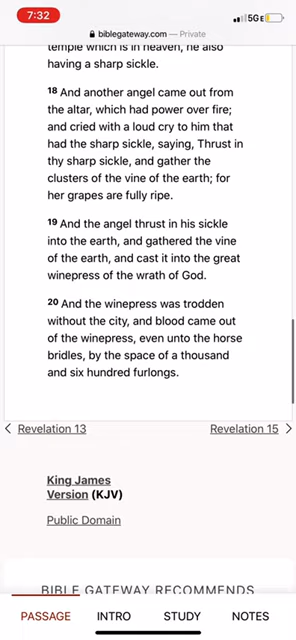 7:32
5GE
biblegateway.com — Private
temple which is in heaven, he also
having a sharp sickle.
18 And another angel came out from
the altar, which had power over fire;
and cried with a loud cry to him that
had the sharp sickle, saying, Thrust in
thy sharp sickle, and gather the
clusters of the vine of the earth; for
her grapes are fully ripe.
19 And the angel thrust in his sickle
into the earth, and gathered the vine
of the earth, and cast it into the great
winepress of the wrath of God.
20 And the winepress was trodden
without the city, and blood came out
of the winepress, even unto the horse
bridles, by the space of a thousand
and six hundred furlongs.
Revelation 13 Revelation 15
King James
Version (KJV)
Public Domain
BIBLE GATEWAY RECOMMENDS
PASSAGE INTRO STUDY NOTES